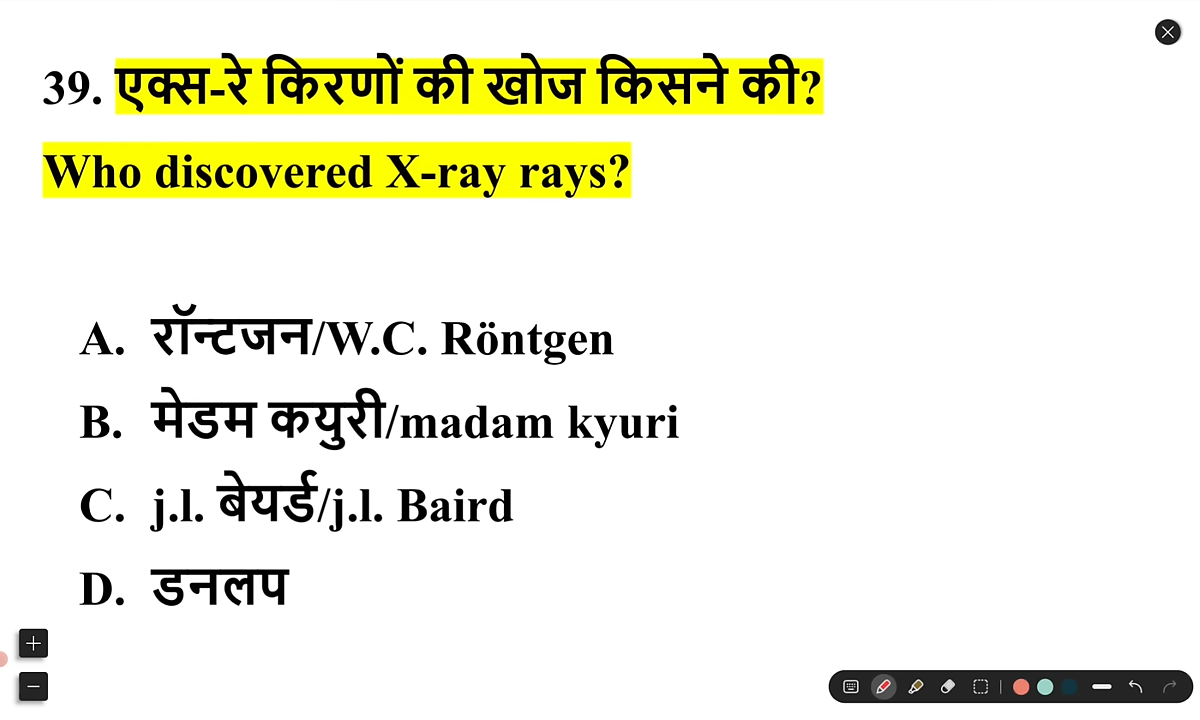 39. एक्स-रे किरणों की खोज किसने की?
Who discovered X-ray rays?
A. रॉन्टजन/W.C. Röntgen
B. मेडम कयुरी/madam kyuri
C. j.l. बेयर्ड/j.l. Baird
D. डनलप